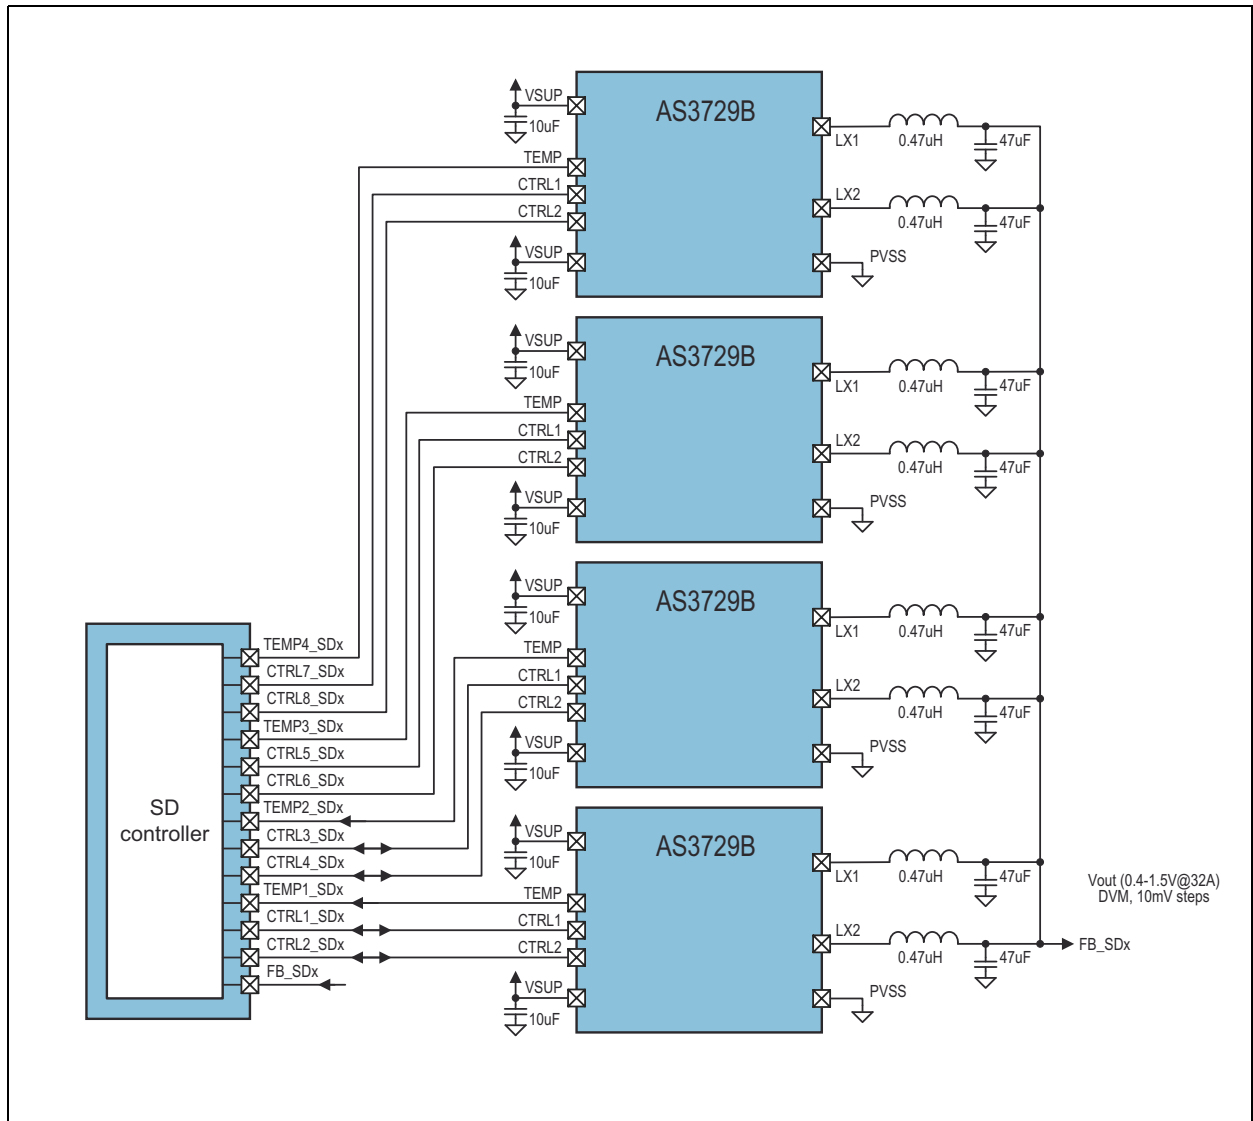 VSUP
10uF
AS3729B
TEMP
CTRL1
CTRL2
VSUP
10uF
LX1
0.47uH
47uF
LX2
0.47uH
47uF
PVSS
VSUP
10uF
AS3729B
TEMP
CTRL1
CTRL2
VSUP
10uF
LX1
0.47uH
47uF
LX2
0.47uH
47uF
PVSS
VSUP
10uF
AS3729B
TEMP
CTRL1
CTRL2
VSUP
10uF
LX1
0.47uH
47uF
LX2
0.47uH
47uF
PVSS
VSUP
10uF
AS3729B
TEMP
CTRL1
CTRL2
VSUP
10uF
LX1
0.47uH
47uF
LX2
0.47uH
47uF
PVSS
SD
controller
TEMP4_SDx
CTRL7_SDx
CTRL8_SDx
TEMP3_SDx
CTRL5_SDx
CTRL6_SDx
TEMP2_SDx
CTRL3_SDx
CTRL4_SDx
TEMP1_SDx
CTRL1_SDx
CTRL2_SDx
FB_SDx
Vout (0.4-1.5V@32A)
DVM, 10mV steps
FB_SDx